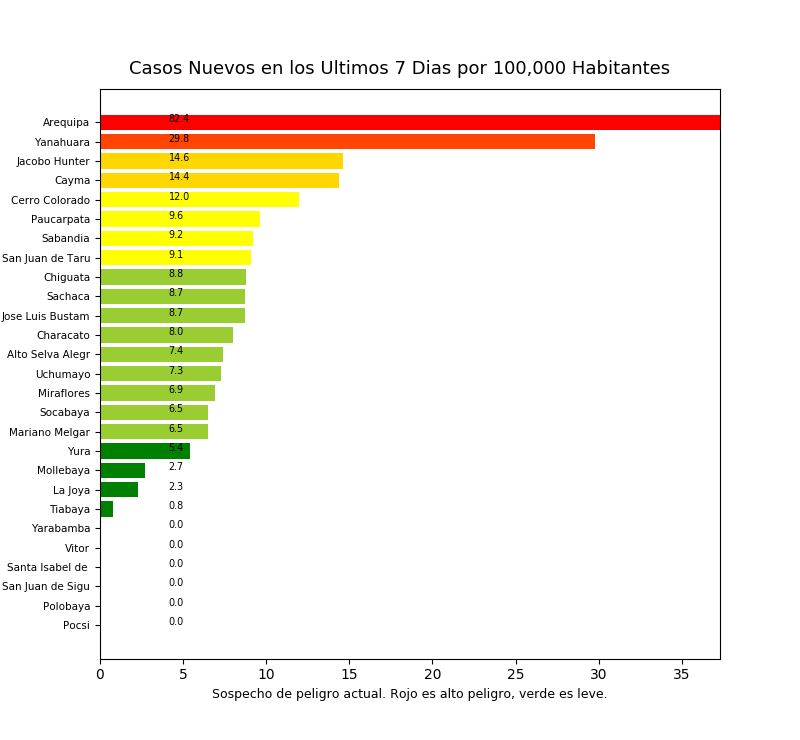 Casos Nuevos en los Ultimos 7 Dias por 100,000 Habitantes
Arequipa 82.4
Yanahuara 29.8
Jacobo Hunter 14.6
Cayma 14.4
Cerro Colorado 12.0
Paucarpata 9.6
Sabandia 9.2
San Juan de Taru 9.1
Chiguata 8.8
Sachaca 8.7
Jose Luis Bustam 8.7
Characato 8.0
Alto Selva Alegr 7.4
Uchumayo 7.3
Miraflores 6.9
Socabaya 6.5
Mariano Melgar 6.5
Yura 5.4
Mollebaya 2.7
La Joya 2.3
Tiabaya 0.8
Yarabamba 0.0
Vitor 0.0
Santa Isabel de 0.0
San Juan de Sigu 0.0
Polobaya 0.0
Pocsi 0.0
0 5 10 15 20 25 30 35
Sospecho de peligro actual. Rojo es alto peligro, verde es leve.